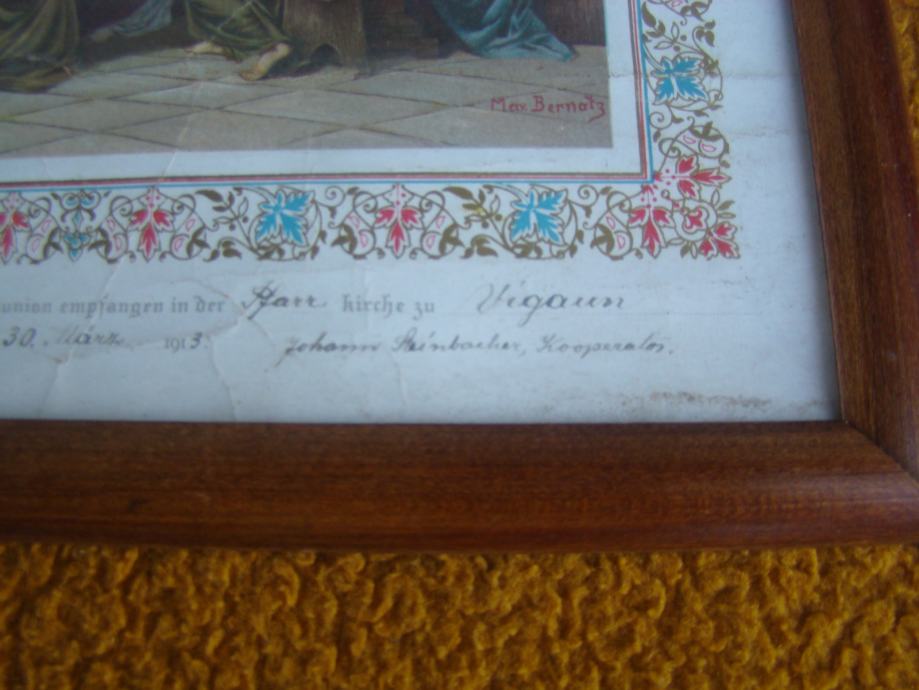 Max Bernatz
union empfangen in der Pfarr kirche zu Vigaun
30. März 1913. Johann Steinbacher, Kooperator.